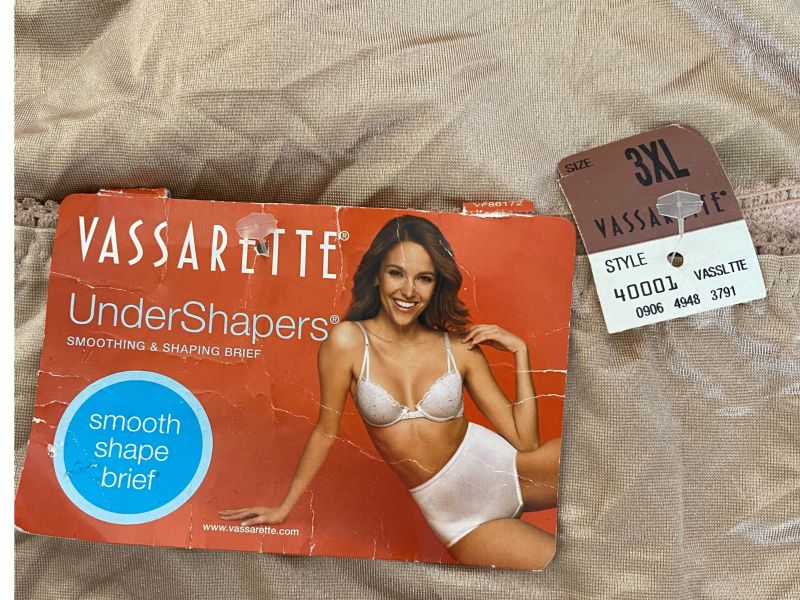 VF86172
VASSARETTE®
UnderShapers®
SMOOTHING & SHAPING BRIEF
smooth
shape
brief
www.vassarette.com
SIZE
3XL
VASSARETTE®
STYLE
40001 VASSLTTE
0906 4948 3791